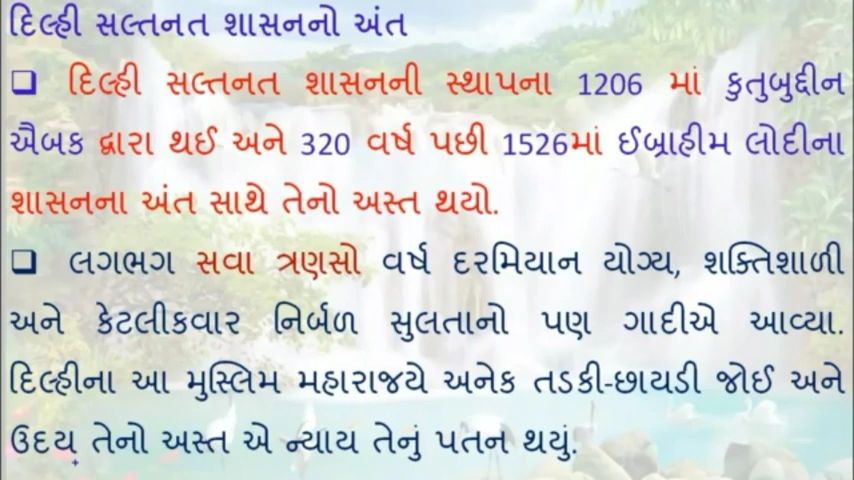 દિલ્હી સલ્તનત શાસનનો અંત
❑ દિલ્હી સલ્તનત શાસનની સ્થાપના 1206 માં કુતુબુદ્દીન
ઐબક દ્વારા થઈ અને 320 વર્ષ પછી 1526માં ઈબ્રાહીમ લોદીના
શાસનના અંત સાથે તેનો અસ્ત થયો.
❑ લગભગ સવા ત્રણસો વર્ષ દરમિયાન યોગ્ય, શક્તિશાળી
અને કેટલીકવાર નિર્બળ સુલતાનો પણ ગાદીએ આવ્યા.
દિલ્હીના આ મુસ્લિમ મહારાજ્યે અનેક તડકી-છાયડી જોઈ અને
ઉદય તેનો અસ્ત એ ન્યાય તેનું પતન થયું.